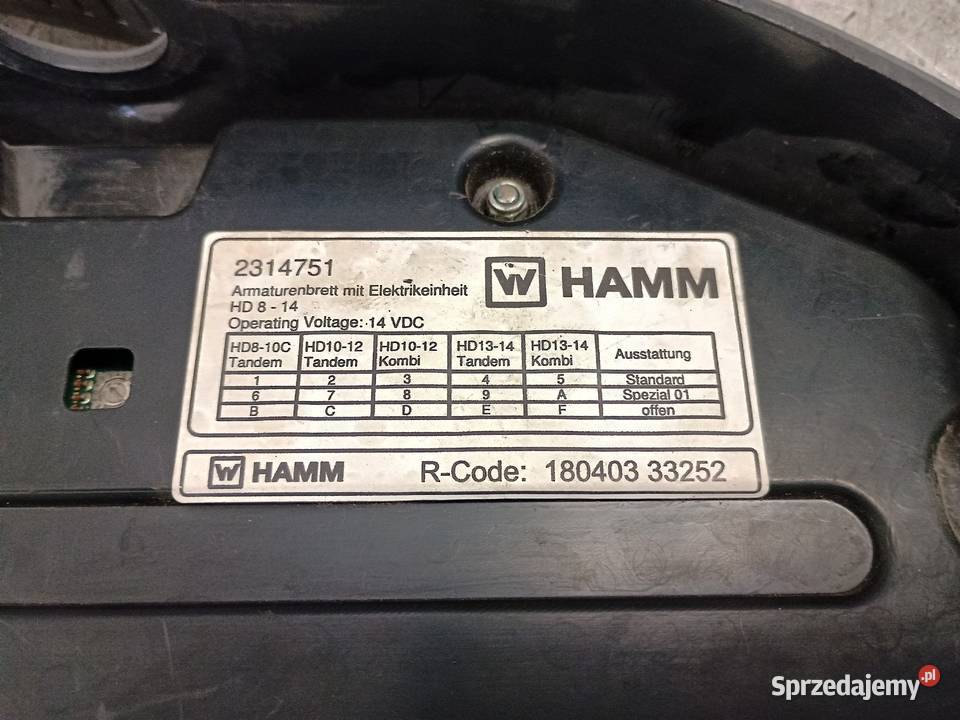 2314751
Armaturenbrett mit Elektrikeinheit
HD 8 - 14
Operating Voltage: 14 VDC
W HAMM
HD8-10C Tandem HD10-12 Tandem HD10-12 Kombi HD13-14 Tandem HD13-14 Kombi Ausstattung
1 2 3 4 5 Standard
6 7 8 9 A Spezial 01
B C D E F offen
W HAMM R-Code: 180403 33252
Sprzedajemy.pl